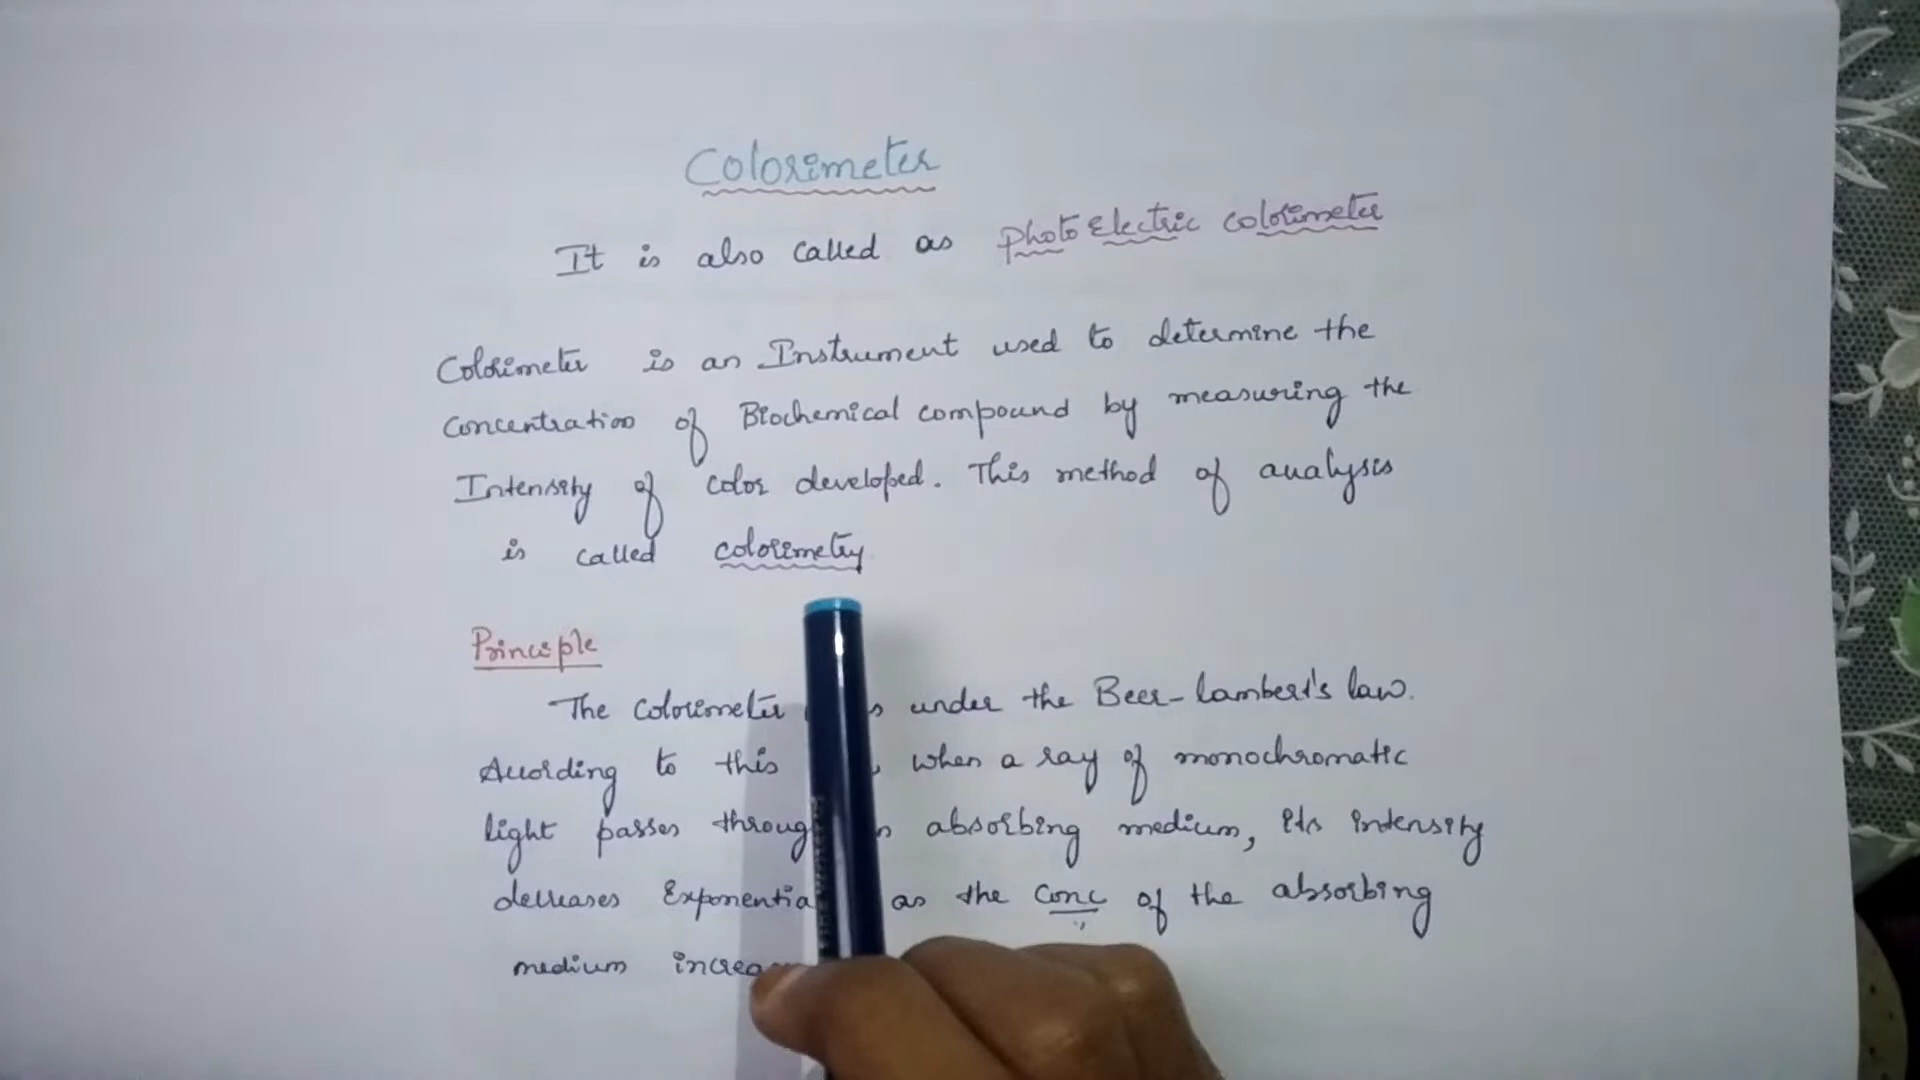 Colorimeter
It is also called as PhotoElectric colorimeter
Colorimeter is an Instrument used to determine the
concentration of Biochemical compound by measuring the
Intensity of color developed. This method of analysis
is called colorimetry
Principle
The Colorimeter under the Beer-lambert's law.
According to this when a ray of monochromatic
light passes absorbing medium, its intensity
decreases as the conc of the absorbing
medium